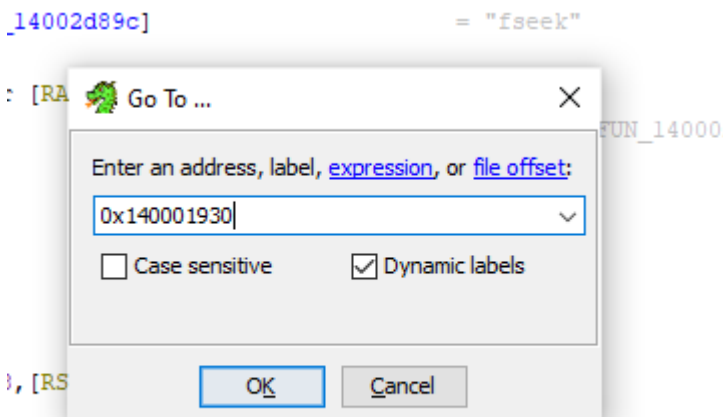 _14002d89c] = "fseek"
[RA
Go To ...
FUN_14000
Enter an address, label, expression, or file offset:
0x140001930
Case sensitive
Dynamic labels
,[RS
OK
Cancel